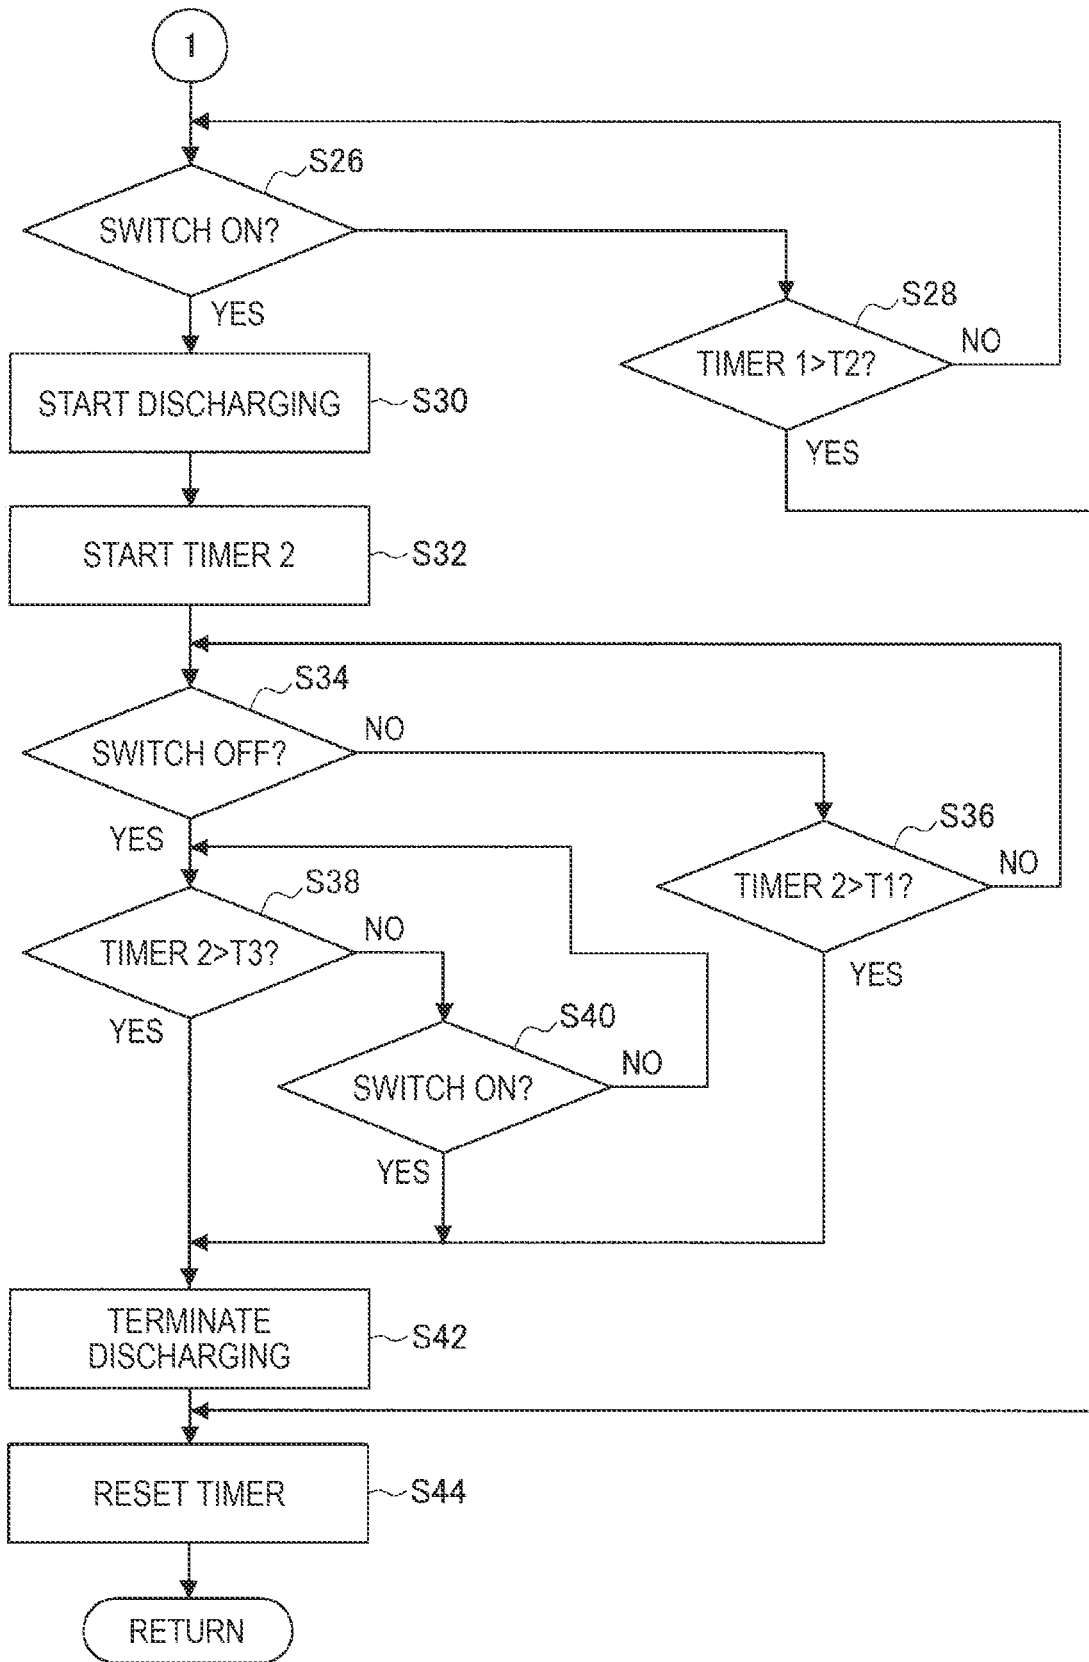 1
S26
SWITCH ON?
YES
S28
TIMER 1>T2?
NO
YES
START DISCHARGING
S30
START TIMER 2
S32
S34
SWITCH OFF?
NO
YES
S36
TIMER 2>T1?
NO
YES
S38
TIMER 2>T3?
NO
YES
S40
SWITCH ON?
NO
YES
TERMINATE
DISCHARGING
S42
RESET TIMER
S44
RETURN